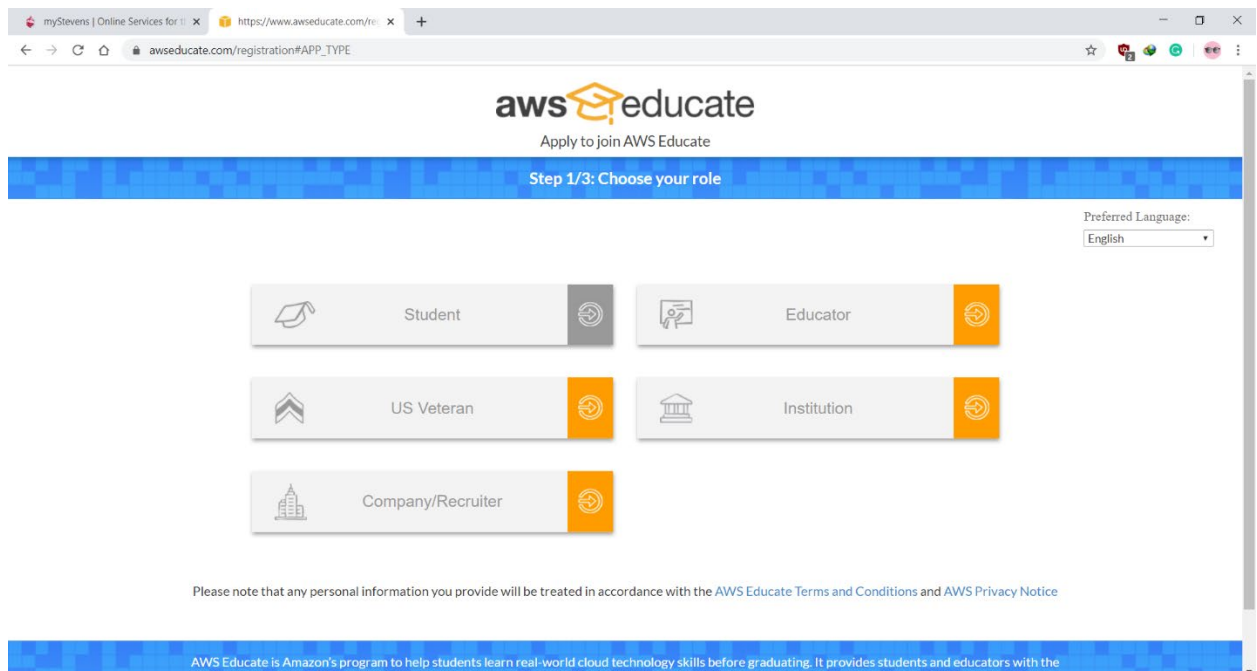 myStevens | Online Services for
https://www.awseducate.com/re
awseducate.com/registration#APP_TYPE
2
aws educate
Apply to join AWS Educate
Step 1/3: Choose your role
Preferred Language:
English
Student
Educator
US Veteran
Institution
Company/Recruiter
Please note that any personal information you provide will be treated in accordance with the AWS Educate Terms and Conditions and AWS Privacy Notice
AWS Educate is Amazon's program to help students learn real-world cloud technology skills before graduating. It provides students and educators with the